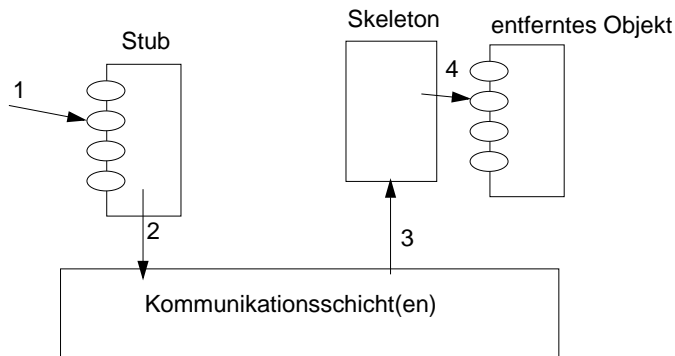 Skeleton
entferntes Objekt
Stub
1
4
2
3
Kommunikationsschicht(en)